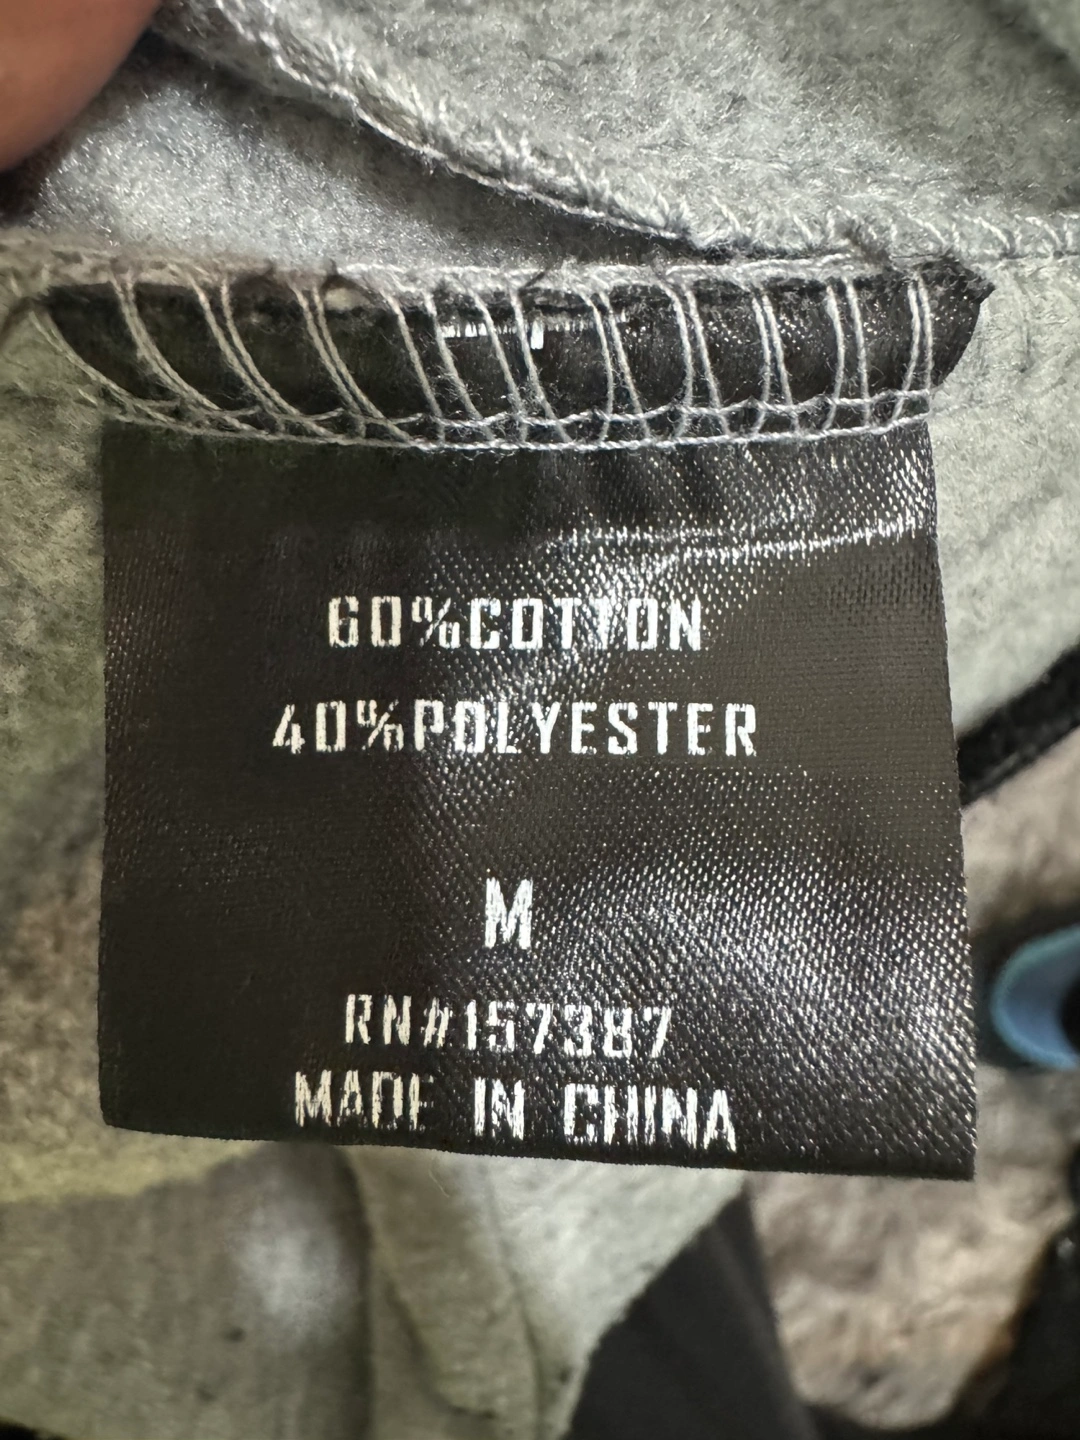 60%COTTON
40%POLYESTER
M
RN#157387
MADE IN CHINA